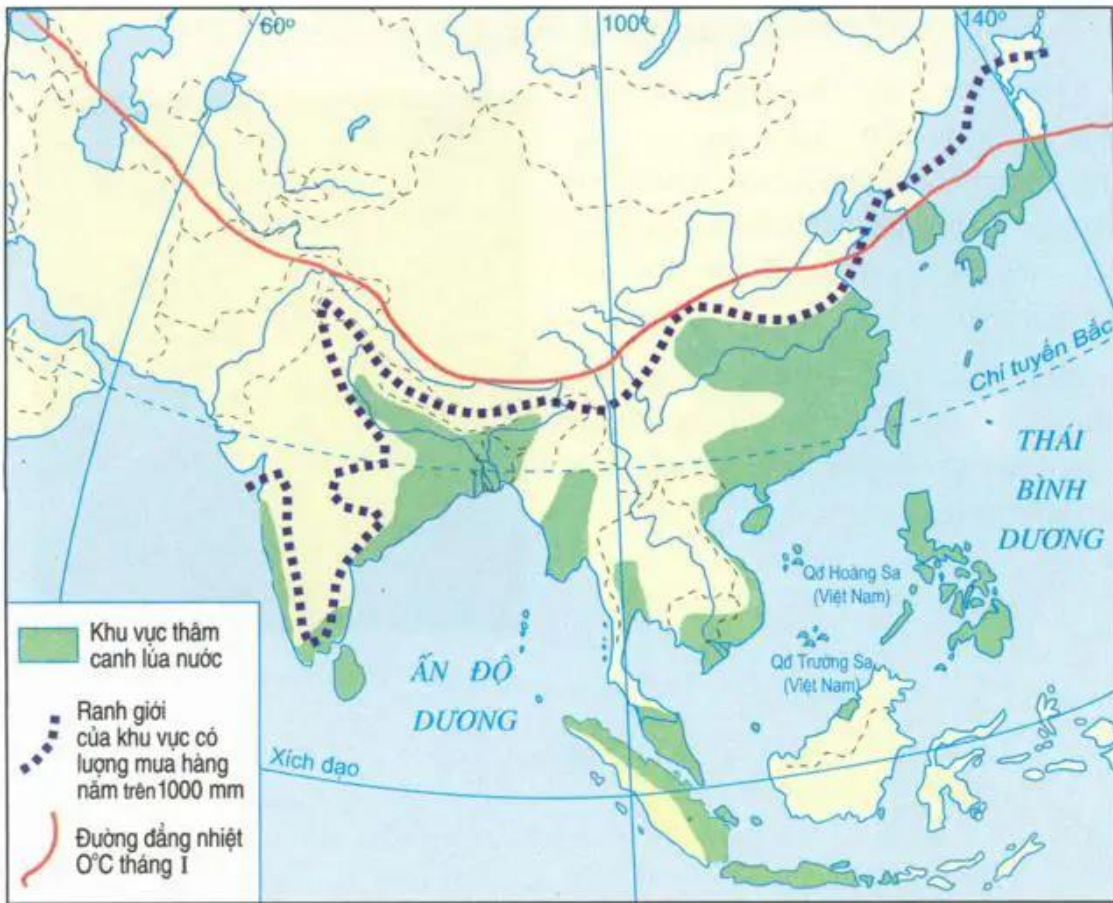 60°
100°
140°
Chí tuyến Bắc
THÁI
BÌNH
DƯƠNG
Qđ Hoàng Sa
(Việt Nam)
Qđ Trường Sa
(Việt Nam)
ẤN ĐỘ
DƯƠNG
Xích đạo
Khu vực thâm
canh lúa nước
Ranh giới
của khu vực có
lượng mưa hàng
năm trên 1000 mm
Đường đẳng nhiệt
0°C tháng I